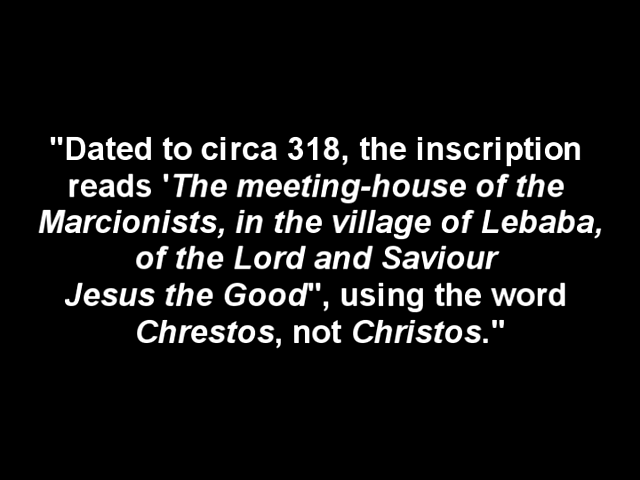 "Dated to circa 318, the inscription
reads 'The meeting-house of the
Marcionists, in the village of Lebaba,
of the Lord and Saviour
Jesus the Good", using the word
Chrestos, not Christos."